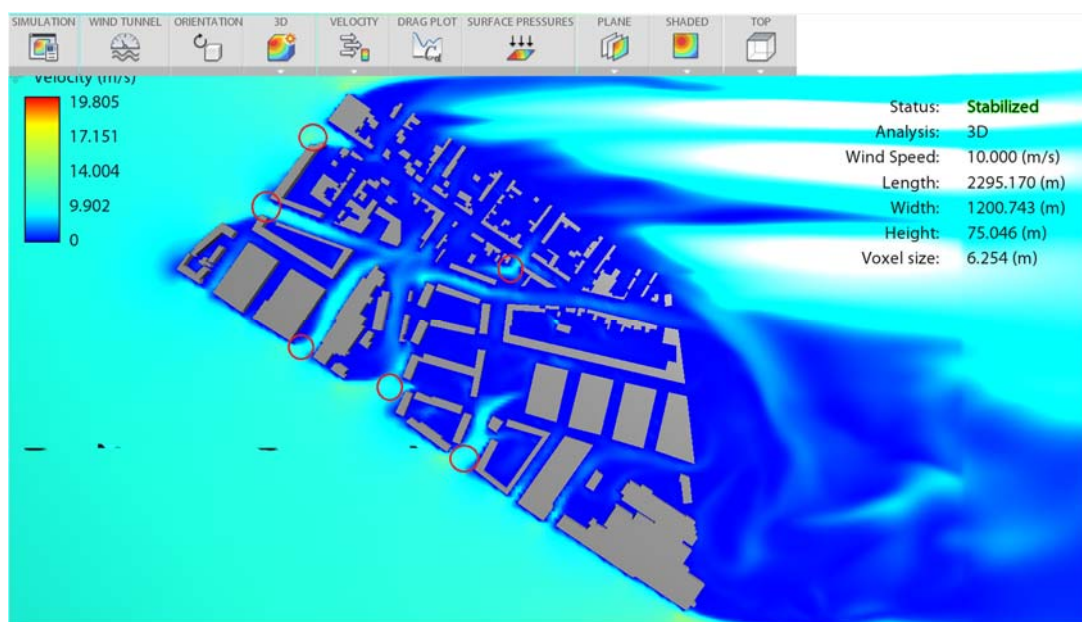 SIMULATION WIND TUNNEL ORIENTATION 3D VELOCITY DRAG PLOT SURFACE PRESSURES PLANE SHADED TOP
Velocity (m/s)
19.805
17.151
14.004
9.902
0
Status: Stabilized
Analysis: 3D
Wind Speed: 10.000 (m/s)
Length: 2295.170 (m)
Width: 1200.743 (m)
Height: 75.046 (m)
Voxel size: 6.254 (m)